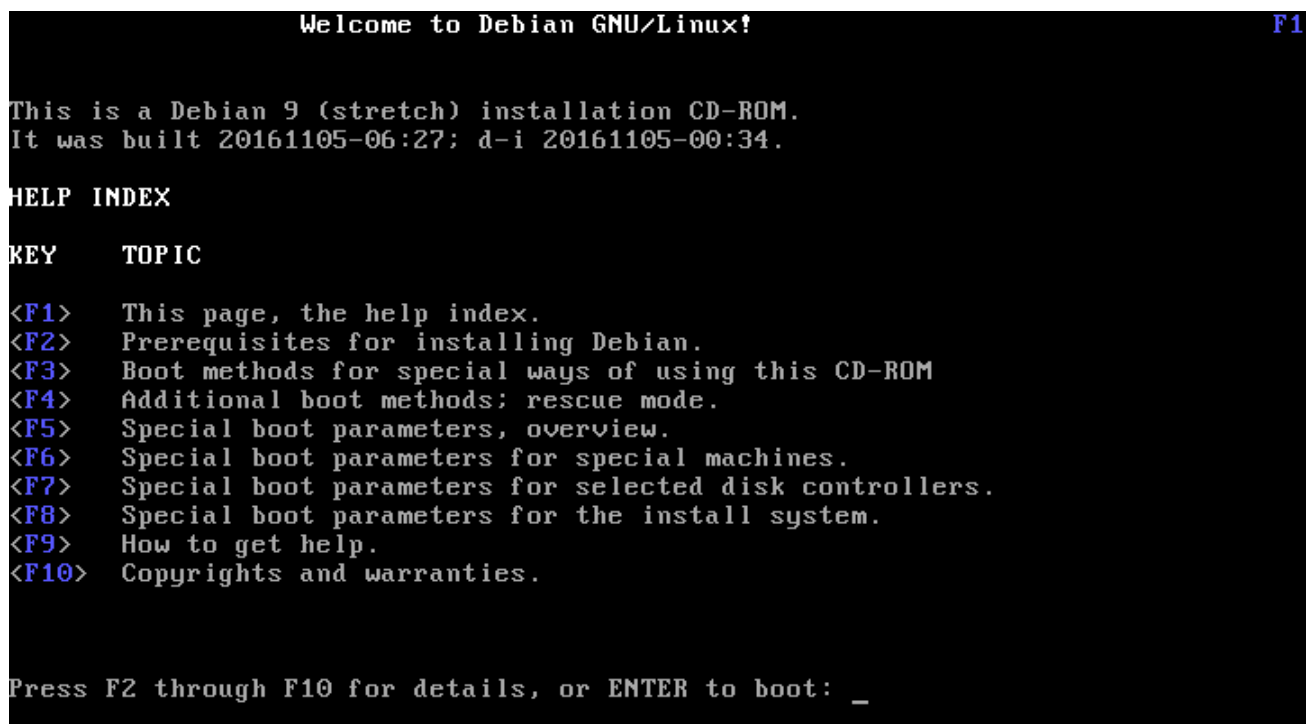 Welcome to Debian GNU/Linux! F1
This is a Debian 9 (stretch) installation CD-ROM.
It was built 20161105-06:27; d-i 20161105-00:34.
HELP INDEX
KEY TOPIC
<F1> This page, the help index.
<F2> Prerequisites for installing Debian.
<F3> Boot methods for special ways of using this CD-ROM
<F4> Additional boot methods; rescue mode.
<F5> Special boot parameters, overview.
<F6> Special boot parameters for special machines.
<F7> Special boot parameters for selected disk controllers.
<F8> Special boot parameters for the install system.
<F9> How to get help.
<F10> Copyrights and warranties.
Press F2 through F10 for details, or ENTER to boot: _